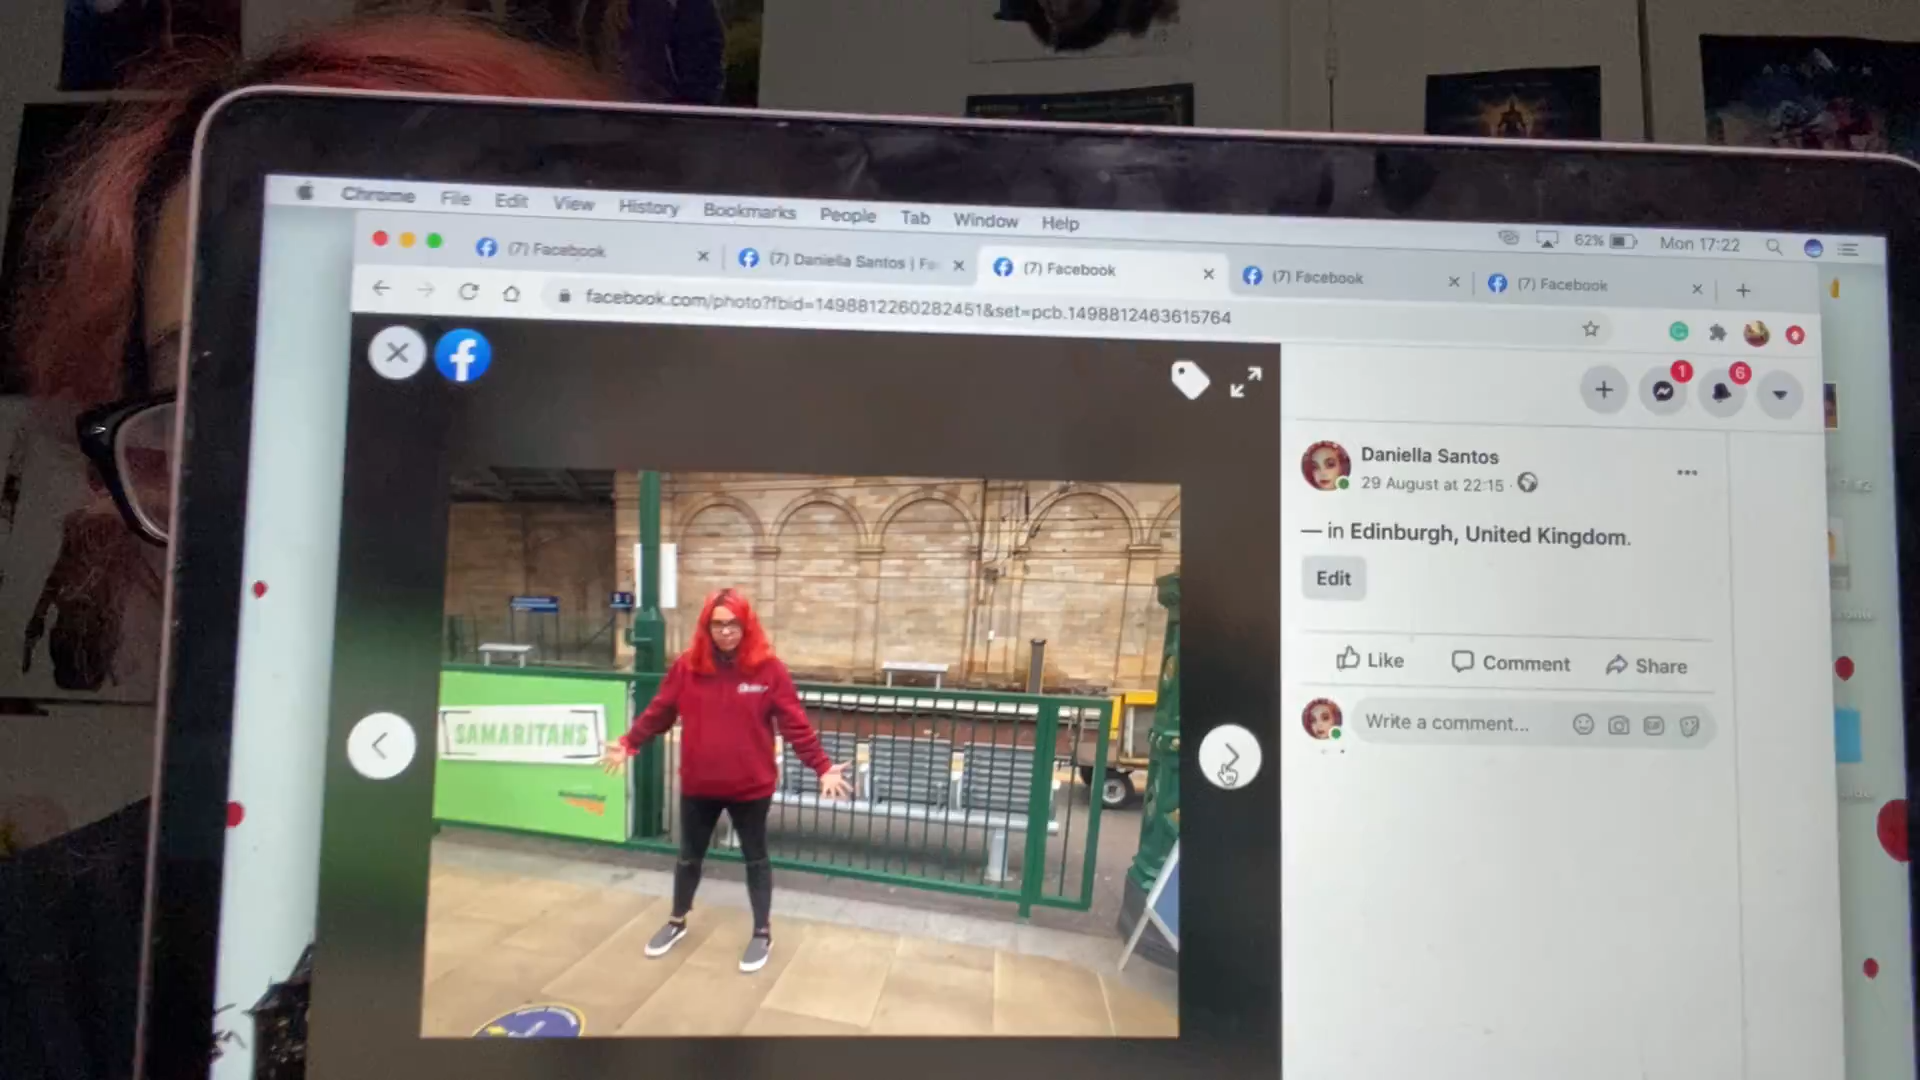 Chrome File Edit View History Bookmarks People Tab Window Help
62% Mon 17:22
(7) Facebook
(7) Daniella Santos | Fa
(7) Facebook
(7) Facebook
(7) Facebook
facebook.com/photo?fbid=1498812260282451&set=pcb.1498812463615764
1
6
Daniella Santos
29 August at 22:15 ·
— in Edinburgh, United Kingdom.
Edit
Like Comment Share
Write a comment...
GIF
SAMARITANS